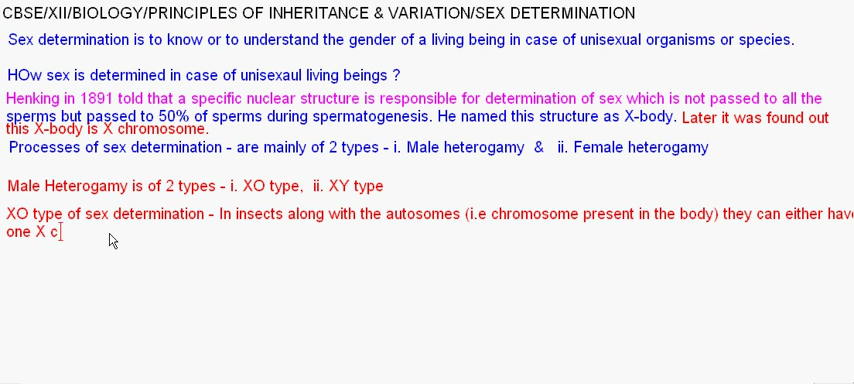 CBSE/XII/BIOLOGY/PRINCIPLES OF INHERITANCE & VARIATION/SEX DETERMINATION
Sex determination is to know or to understand the gender of a living being in case of unisexual organisms or species.
HOw sex is determined in case of unisexaul living beings ?
Henking in 1891 told that a specific nuclear structure is responsible for determination of sex which is not passed to all the
sperms but passed to 50% of sperms during spermatogenesis. He named this structure as X-body. Later it was found out
this X-body is X chromosome.
Processes of sex determination - are mainly of 2 types - i. Male heterogamy & ii. Female heterogamy
Male Heterogamy is of 2 types - i. XO type, ii. XY type
XO type of sex determination - In insects along with the autosomes (i.e chromosome present in the body) they can either have
one X c